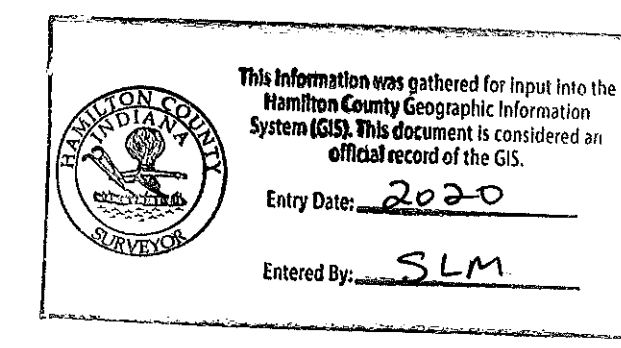 HAMILTON COUNTY
INDIANA
SURVEYOR
This information was gathered for input into the
Hamilton County Geographic Information
System (GIS). This document is considered an
official record of the GIS.
Entry Date: 2020
Entered By: SLM